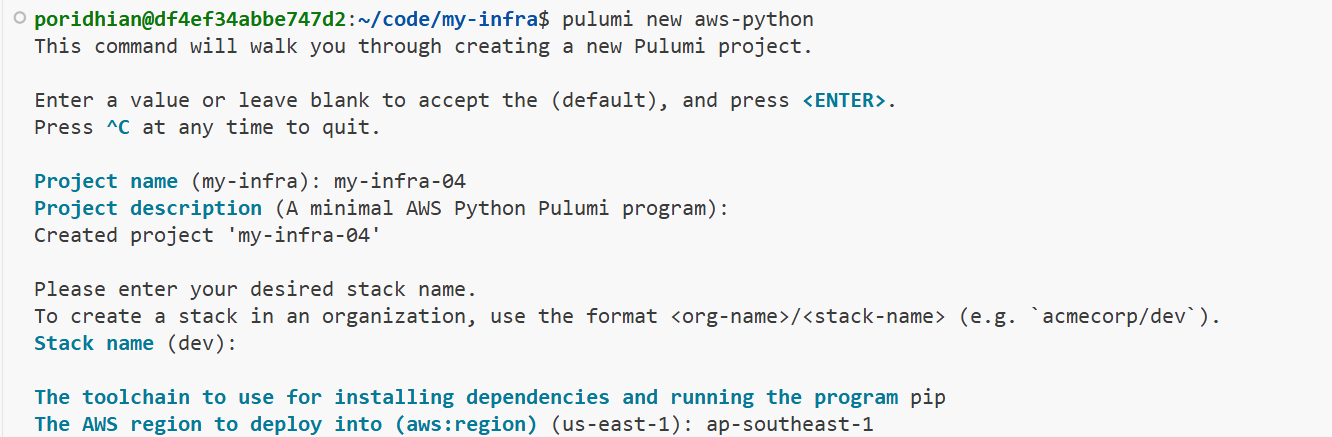 poridhian@df4ef34abbe747d2:~/code/my-infra$ pulumi new aws-python
This command will walk you through creating a new Pulumi project.
Enter a value or leave blank to accept the (default), and press <ENTER>.
Press ^C at any time to quit.
Project name (my-infra): my-infra-04
Project description (A minimal AWS Python Pulumi program):
Created project 'my-infra-04'
Please enter your desired stack name.
To create a stack in an organization, use the format <org-name>/<stack-name> (e.g. `acmecorp/dev`).
Stack name (dev):
The toolchain to use for installing dependencies and running the program pip
The AWS region to deploy into (aws:region) (us-east-1): ap-southeast-1